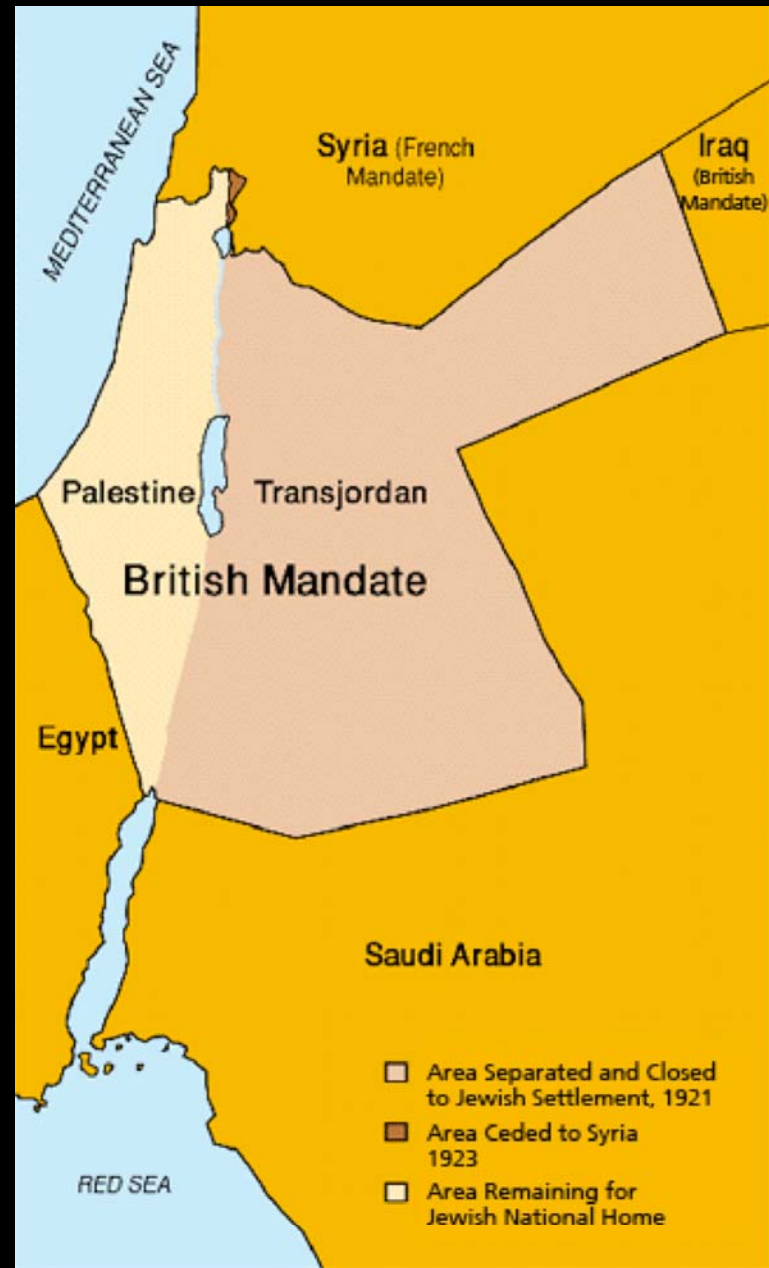 MEDITERRANEAN SEA
Syria (French
Mandate)
Iraq
(British
Mandate)
Palestine
Transjordan
British Mandate
Egypt
Saudi Arabia
Area Separated and Closed
to Jewish Settlement, 1921
Area Ceded to Syria
1923
Area Remaining for
Jewish National Home
RED SEA